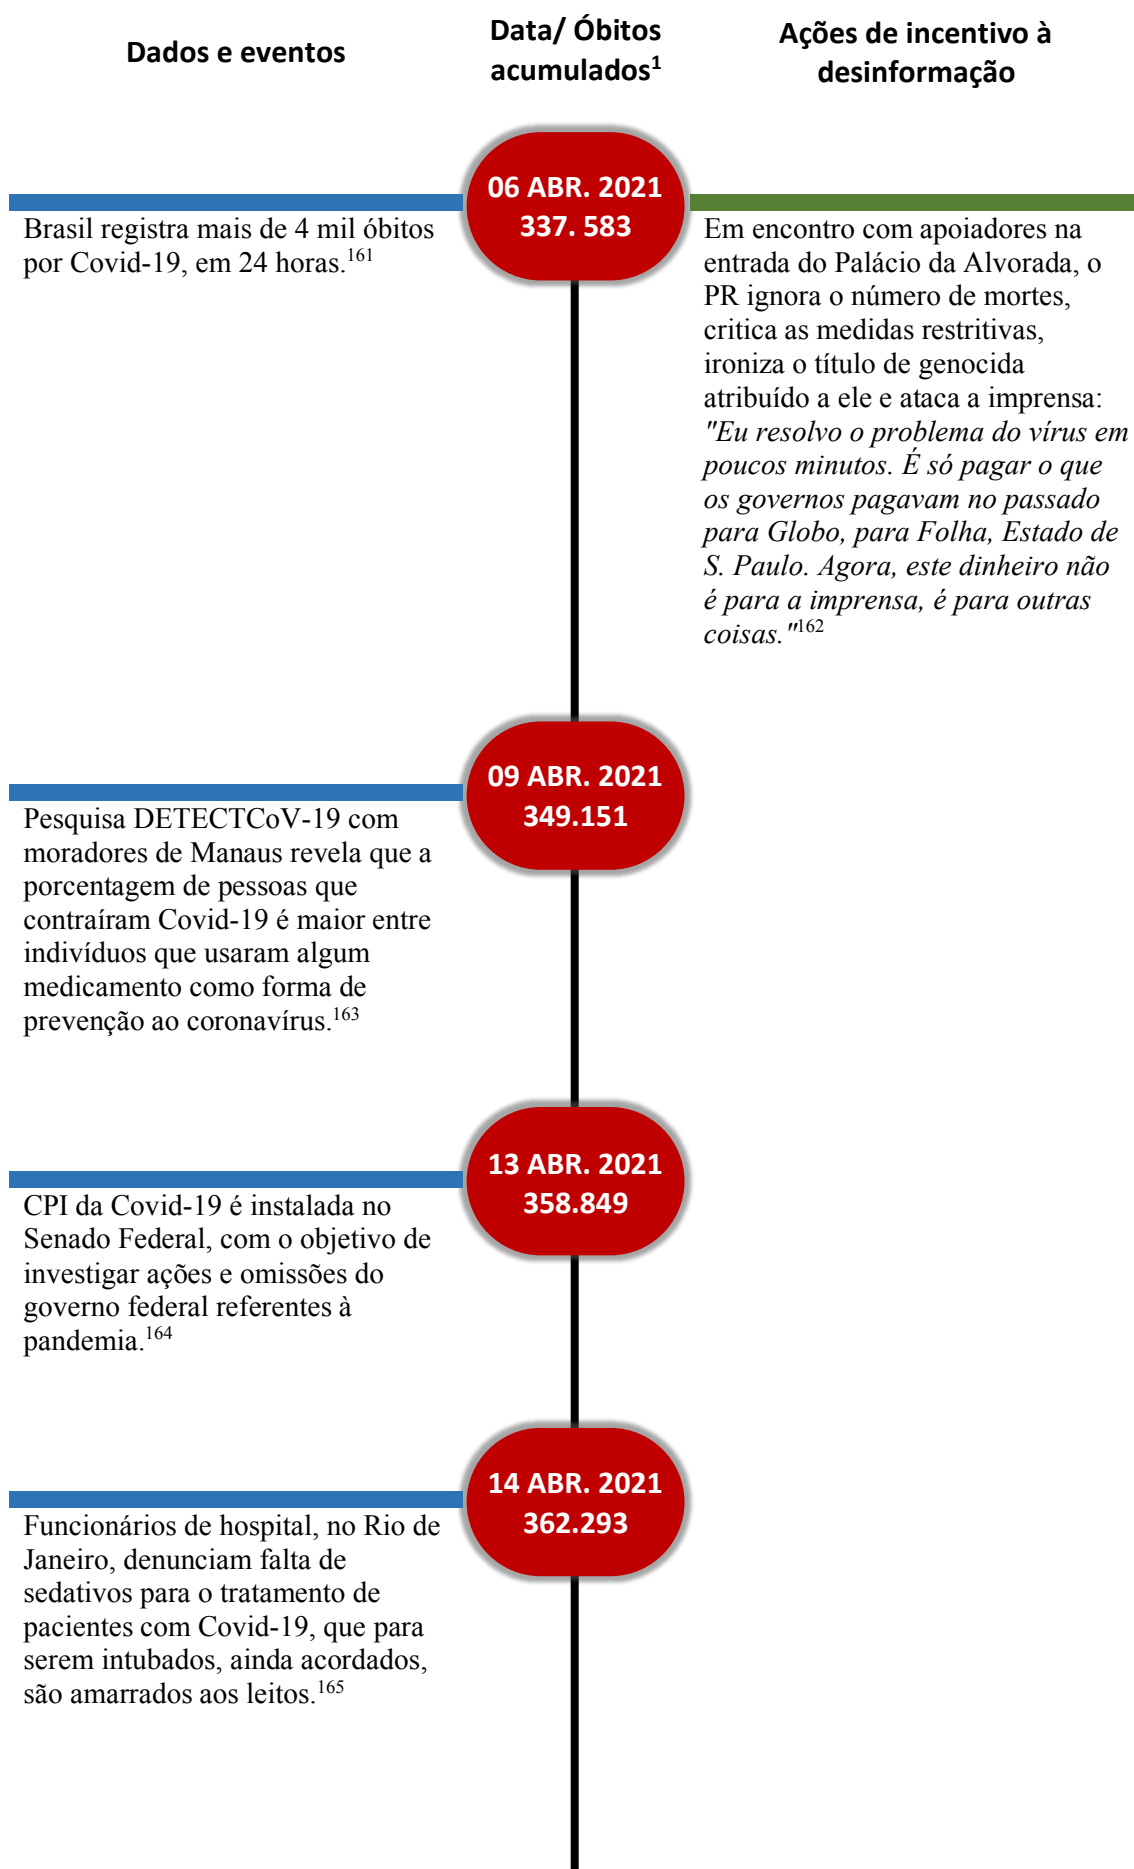 Dados e eventos
Data/ Óbitos
acumulados¹
Ações de incentivo à
desinformação
06 ABR. 2021
337. 583
Brasil registra mais de 4 mil óbitos
por Covid-19, em 24 horas.¹⁶¹
Em encontro com apoiadores na
entrada do Palácio da Alvorada, o
PR ignora o número de mortes,
critica as medidas restritivas,
ironiza o título de genocida
atribuído a ele e ataca a imprensa:
"Eu resolvo o problema do vírus em
poucos minutos. É só pagar o que
os governos pagavam no passado
para Globo, para Folha, Estado de
S. Paulo. Agora, este dinheiro não
é para a imprensa, é para outras
coisas."¹⁶²
09 ABR. 2021
349.151
Pesquisa DETECTCoV-19 com
moradores de Manaus revela que a
porcentagem de pessoas que
contraíram Covid-19 é maior entre
indivíduos que usaram algum
medicamento como forma de
prevenção ao coronavírus.¹⁶³
13 ABR. 2021
358.849
CPI da Covid-19 é instalada no
Senado Federal, com o objetivo de
investigar ações e omissões do
governo federal referentes à
pandemia.¹⁶⁴
14 ABR. 2021
362.293
Funcionários de hospital, no Rio de
Janeiro, denunciam falta de
sedativos para o tratamento de
pacientes com Covid-19, que para
serem intubados, ainda acordados,
são amarrados aos leitos.¹⁶⁵